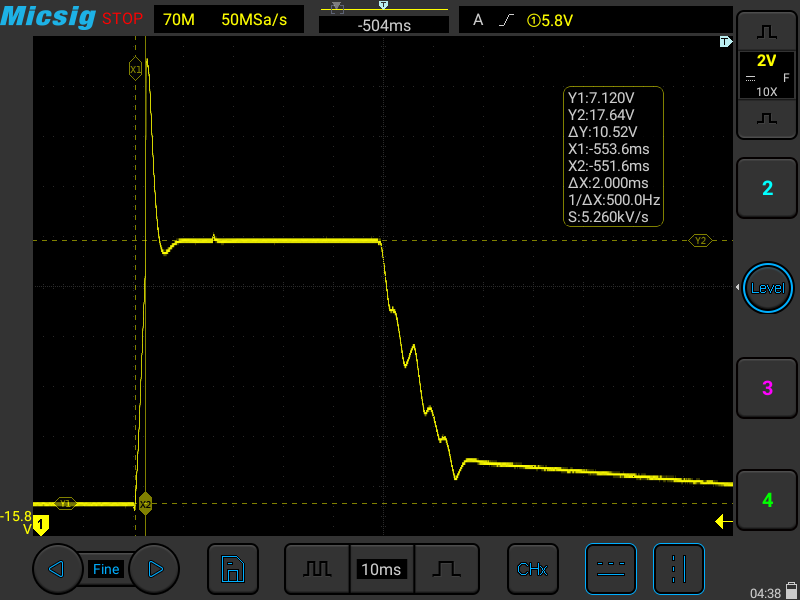 Micsig STOP 70M 50MSa/s -504ms A ①5.8V
T
T
X1
2V
F
10X
Y1:7.120V
Y2:17.64V
ΔY:10.52V
X1:-553.6ms
X2:-551.6ms
ΔX:2.000ms
1/ΔX:500.0Hz
S:5.260kV/s
2
Y2
Level
3
Y1
X2
-15.8
V
1
4
Fine
10ms
CHx
04:38